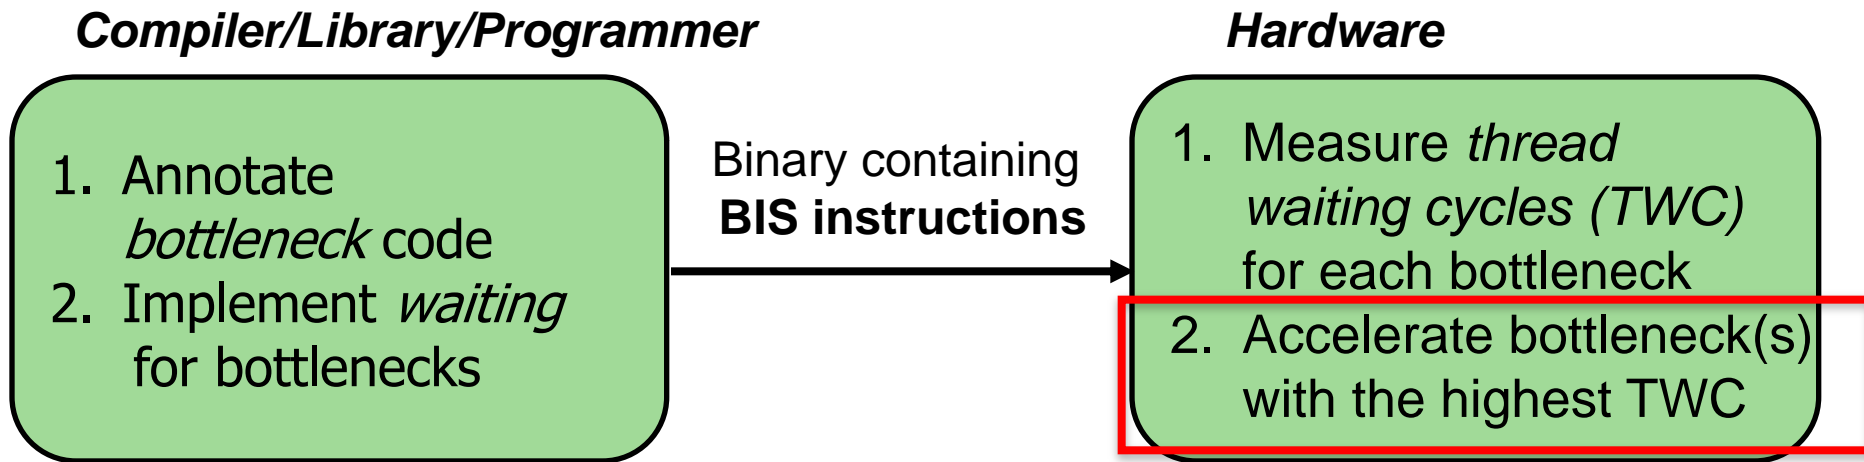 Compiler/Library/Programmer
1. Annotate
bottleneck code
2. Implement waiting
for bottlenecks
Binary containing
BIS instructions
Hardware
1. Measure thread
waiting cycles (TWC)
for each bottleneck
2. Accelerate bottleneck(s)
with the highest TWC